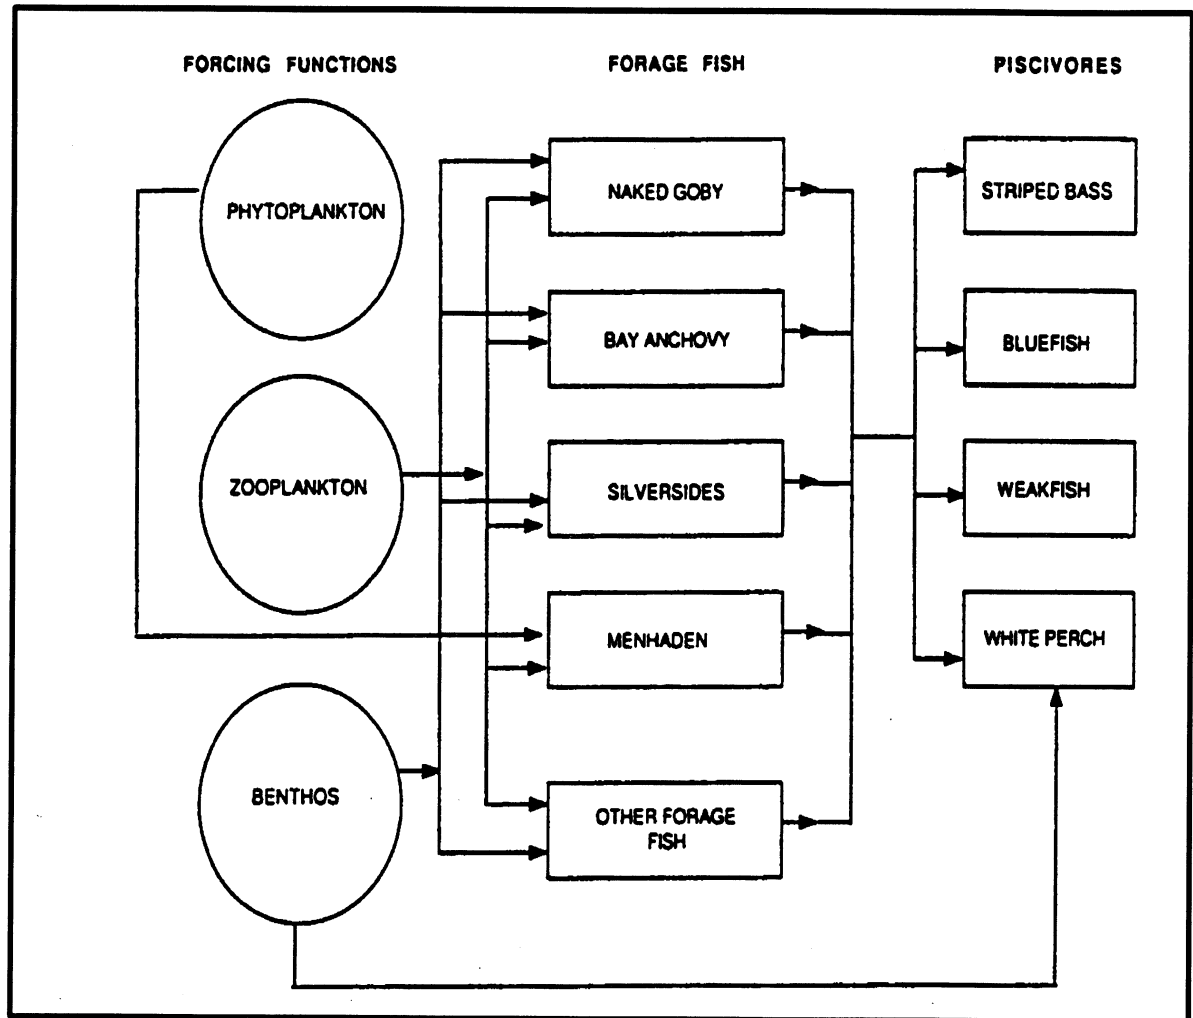 FORCING FUNCTIONS
FORAGE FISH
PISCIVORES
PHYTOPLANKTON
ZOOPLANKTON
BENTHOS
NAKED GOBY
BAY ANCHOVY
SILVERSIDES
MENHADEN
OTHER FORAGE
FISH
STRIPED BASS
BLUEFISH
WEAKFISH
WHITE PERCH